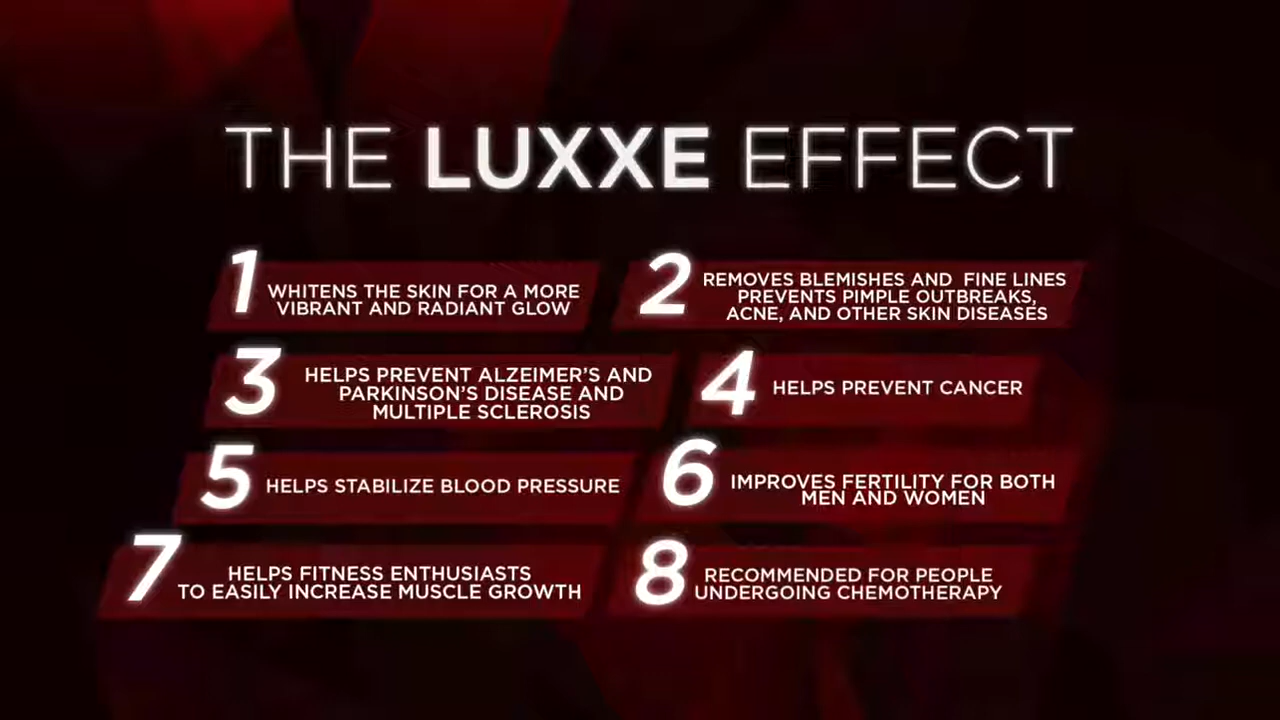 THE LUXXE EFFECT
1
WHITENS THE SKIN FOR A MORE
VIBRANT AND RADIANT GLOW
2
REMOVES BLEMISHES AND FINE LINES
PREVENTS PIMPLE OUTBREAKS,
ACNE, AND OTHER SKIN DISEASES
3
HELPS PREVENT ALZEIMER'S AND
PARKINSON'S DISEASE AND
MULTIPLE SCLEROSIS
4
HELPS PREVENT CANCER
5
HELPS STABILIZE BLOOD PRESSURE
6
IMPROVES FERTILITY FOR BOTH
MEN AND WOMEN
7
HELPS FITNESS ENTHUSIASTS
TO EASILY INCREASE MUSCLE GROWTH
8
RECOMMENDED FOR PEOPLE
UNDERGOING CHEMOTHERAPY